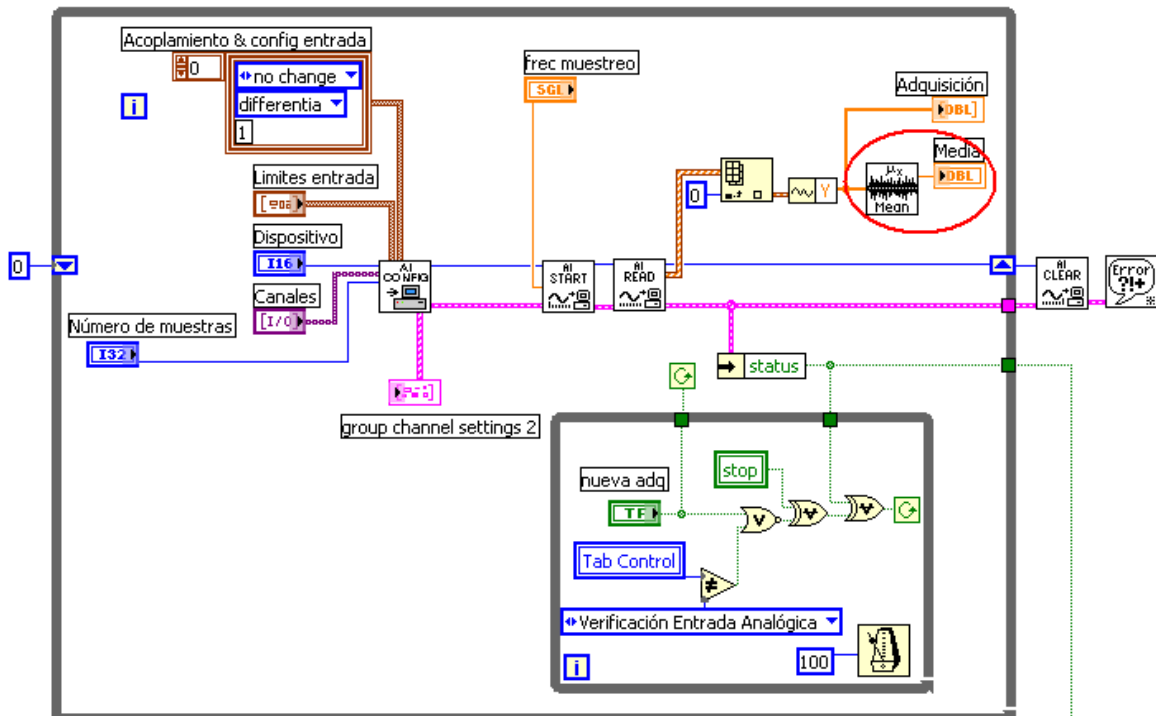 Acoplamiento & config entrada
0
no change
differentia
1
i
frec muestreo
SGL
Adquisición
DBL]
Media
DBL
µx
Mean
Y
0
Limites entrada
Dispositivo
I16
0
AI
CONFIG
AI
START
AI
READ
AI
CLEAR
Error
?!+
Canales
[I/O]
Número de muestras
I32
status
group channel settings 2
nueva adq
TF
stop
V
V
V
Tab Control
≠
Verificación Entrada Analógica
i
100